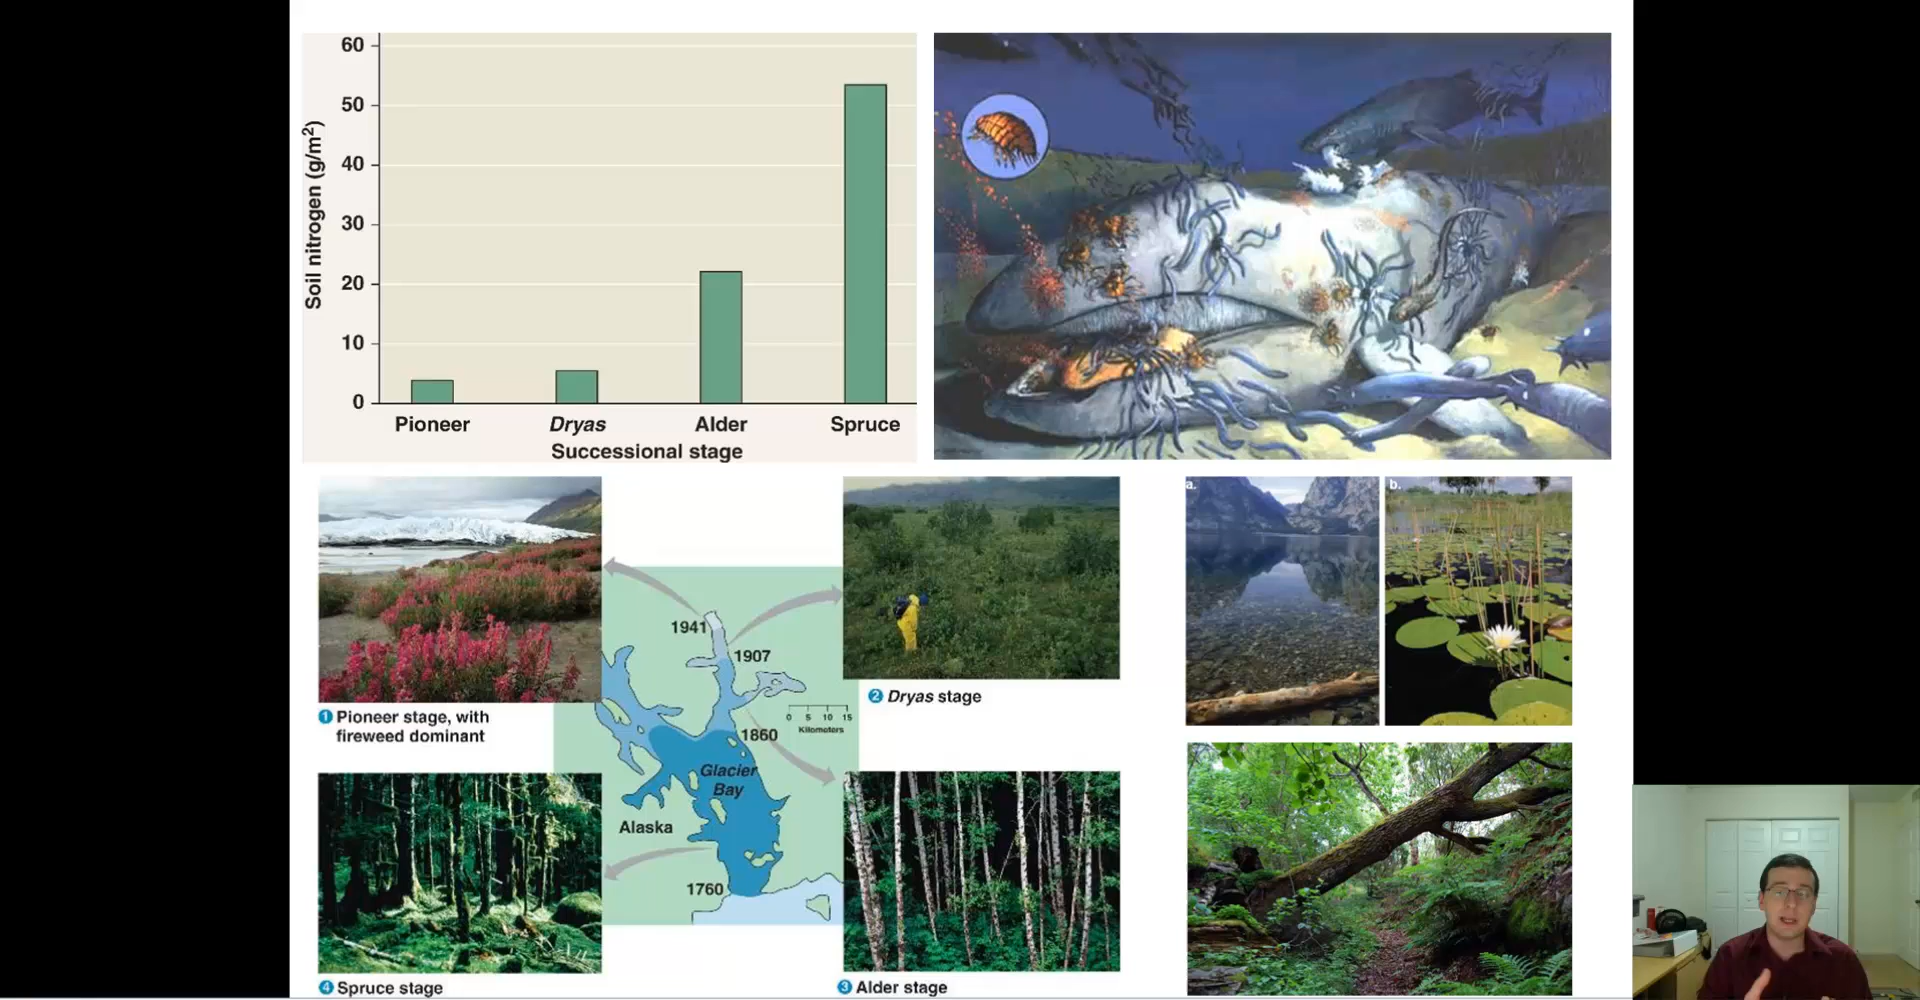 60
50
40
30
20
10
0
Soil nitrogen (g/m²)
Pioneer
Dryas
Alder
Spruce
Successional stage
1941
1907
1860
1760
0 5 10 15
Kilometers
Glacier
Bay
Alaska
1 Pioneer stage, with
fireweed dominant
2 Dryas stage
4 Spruce stage
3 Alder stage
a.
b.